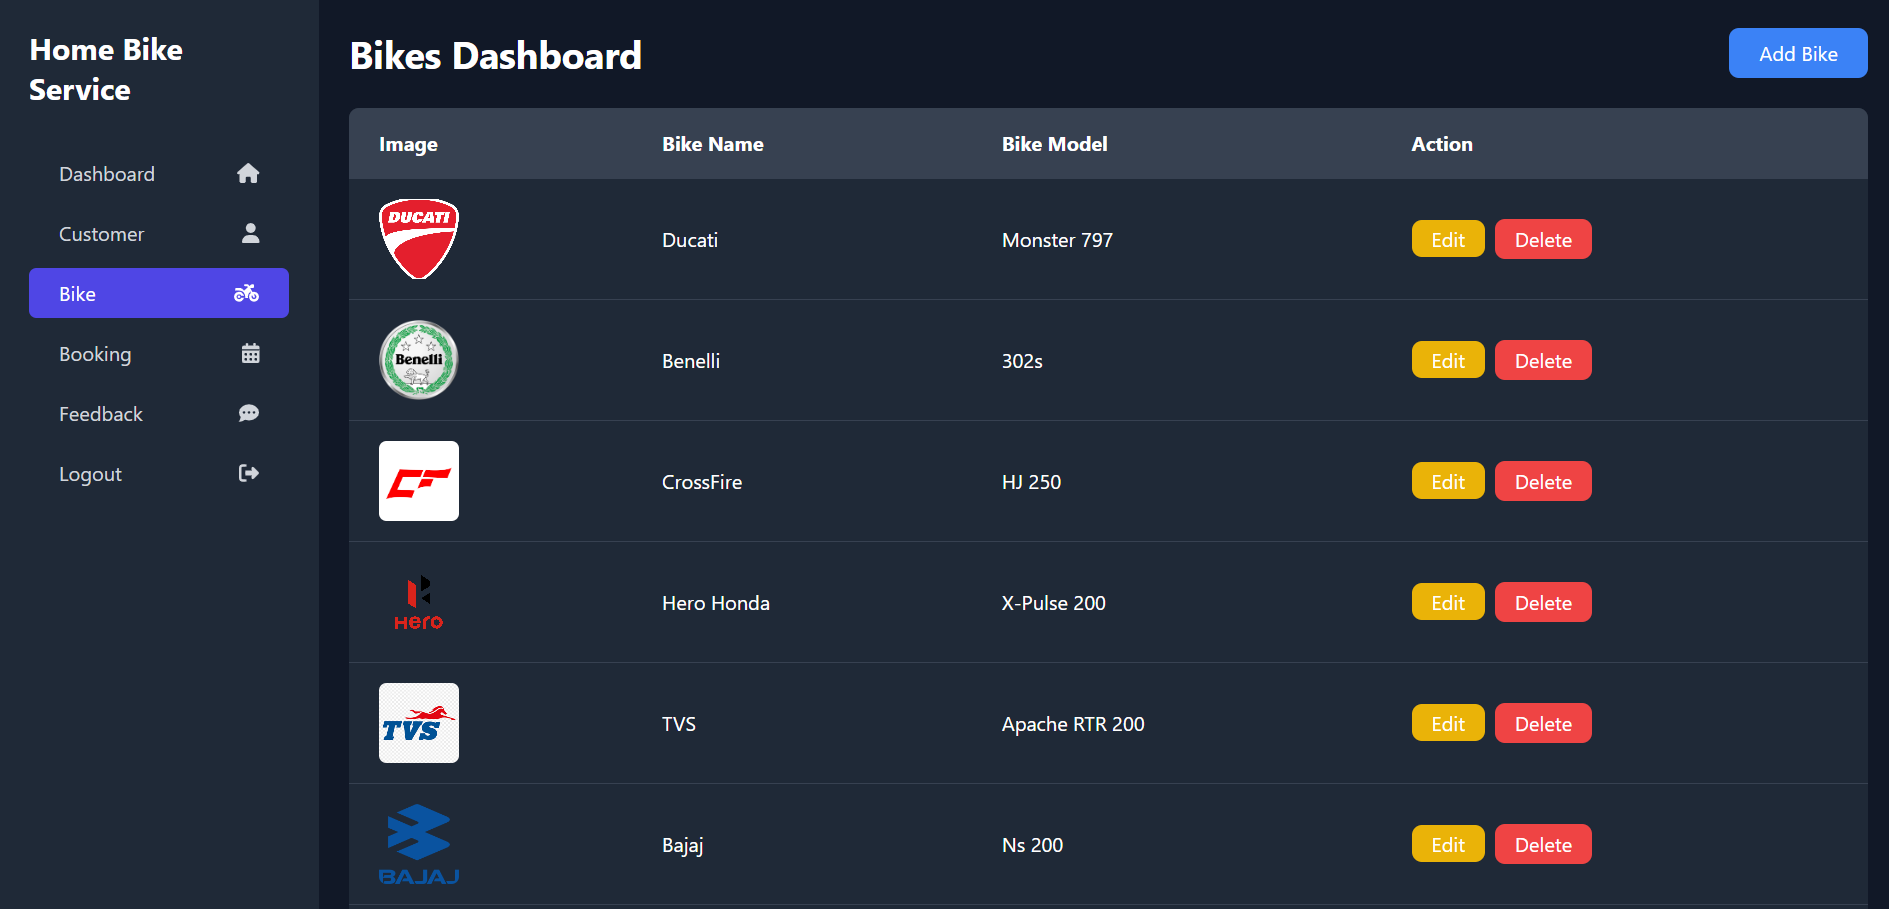 Home Bike
Service
Dashboard
Customer
Bike
Booking
Feedback
Logout
Bikes Dashboard
Add Bike
Image Bike Name Bike Model Action
DUCATI Ducati Monster 797 Edit Delete
Benelli Benelli 302s Edit Delete
CF CrossFire HJ 250 Edit Delete
Hero Hero Honda X-Pulse 200 Edit Delete
TVS TVS Apache RTR 200 Edit Delete
BAJAJ Bajaj Ns 200 Edit Delete